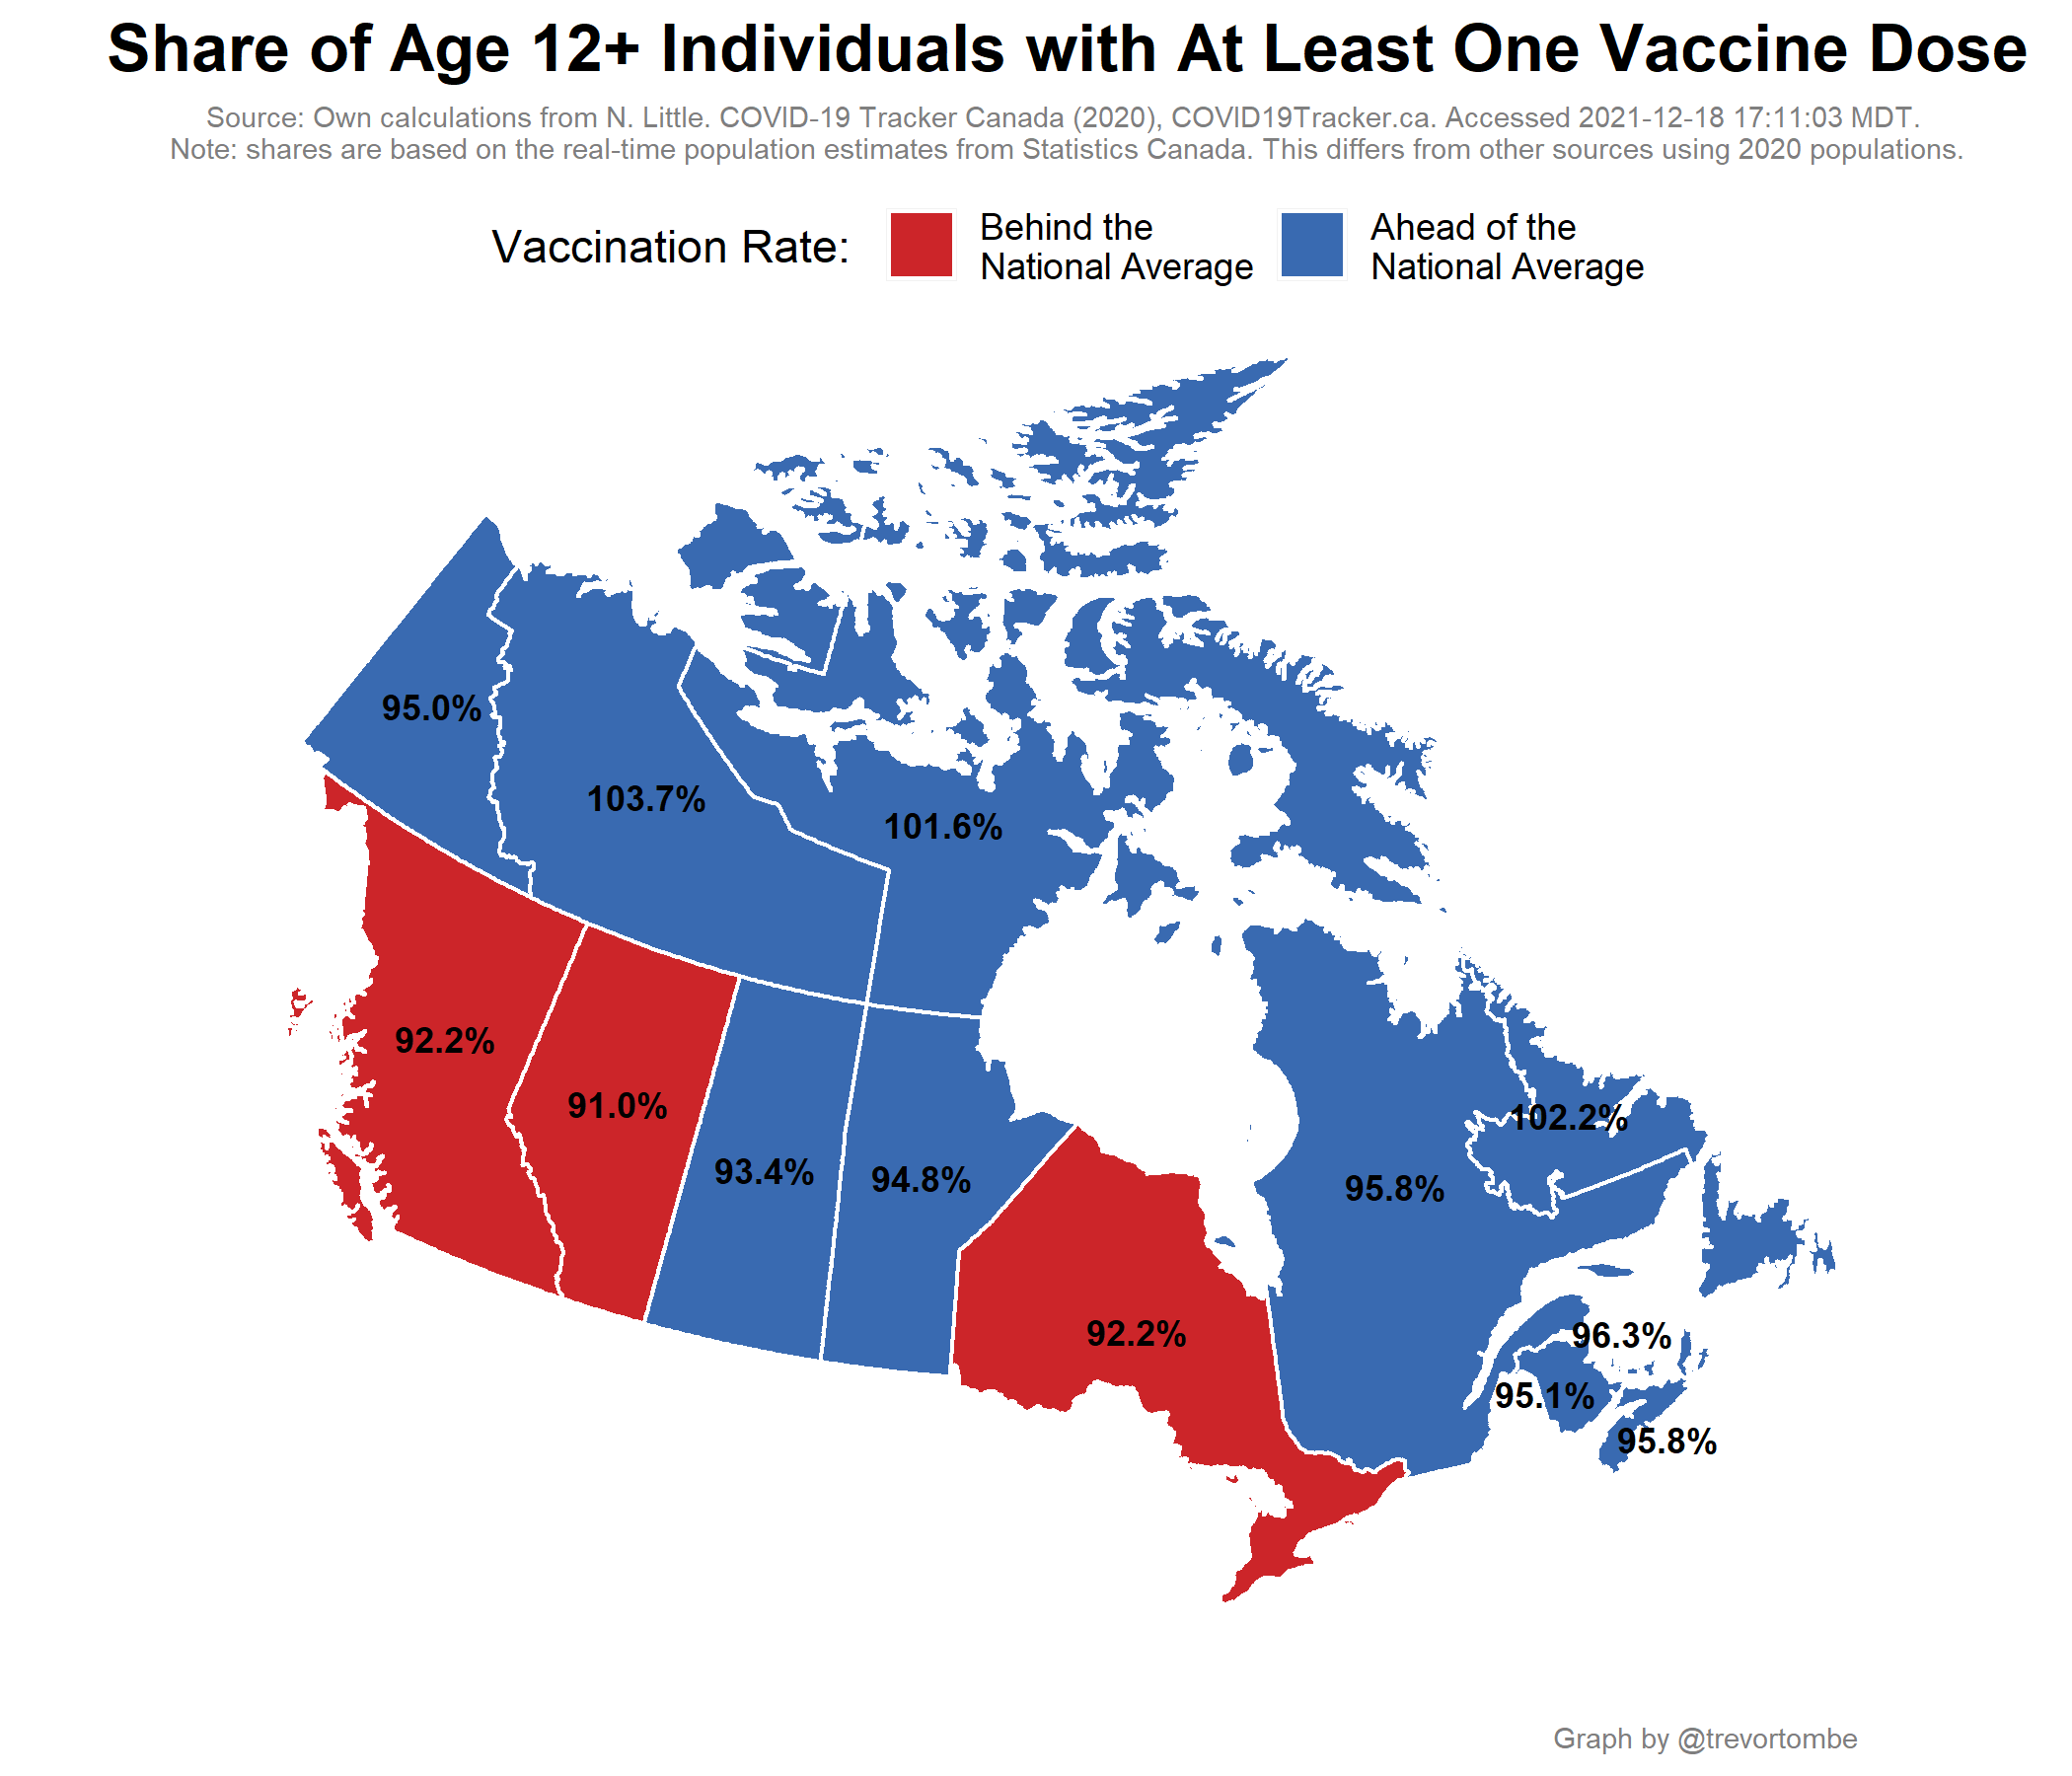 Share of Age 12+ Individuals with At Least One Vaccine Dose
Source: Own calculations from N. Little. COVID-19 Tracker Canada (2020), COVID19Tracker.ca. Accessed 2021-12-18 17:11:03 MDT.
Note: shares are based on the real-time population estimates from Statistics Canada. This differs from other sources using 2020 populations.
Vaccination Rate:
Behind the
National Average
Ahead of the
National Average
95.0%
103.7%
101.6%
92.2%
91.0%
93.4%
94.8%
92.2%
95.8%
102.2%
96.3%
95.1%
95.8%
Graph by @trevortombe